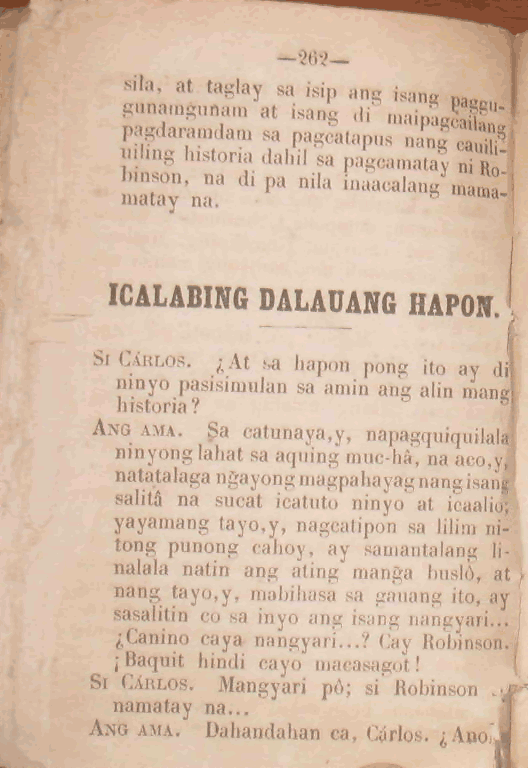 —262—
sila, at taglay sa isip ang isang paggu-
gunamgunam at isang di maipagcailang
pagdaramdam sa pagcatapus nang cauili-
uiling historia dahil sa pagcamatay ni Ro-
binson, na di pa nila inaacalang mama-
matay na.
ICALABING DALAUANG HAPON.
SI CÁRLOS. ¿At sa hapon pong ito ay di
ninyo pasisimulan sa amin ang alin mang
historia?
ANG AMA. Sa catunaya,y, napagquiquilala
ninyong lahat sa aquing muc-hâ, na aco,y,
natatalaga ng̃ayong magpahayag nang isang
salitâ na sucat icatuto ninyo at icaalio;
yayamang tayo,y, nagcatipon sa lilim ni-
tong punong cahoy, ay samantalang li-
nalala natin ang ating mang̃a buslò, at
nang tayo,y, mabihasa sa gauang ito, ay
sasalitin co sa inyo ang isang nangyari...
¿Canino caya nangyari...? Cay Robinson.
¡Baquit hindi cayo macasagot!
SI CÁRLOS. Mangyari pô; si Robinson
namatay na...
ANG AMA. Dahandahan ca, Cárlos. ¿Ano